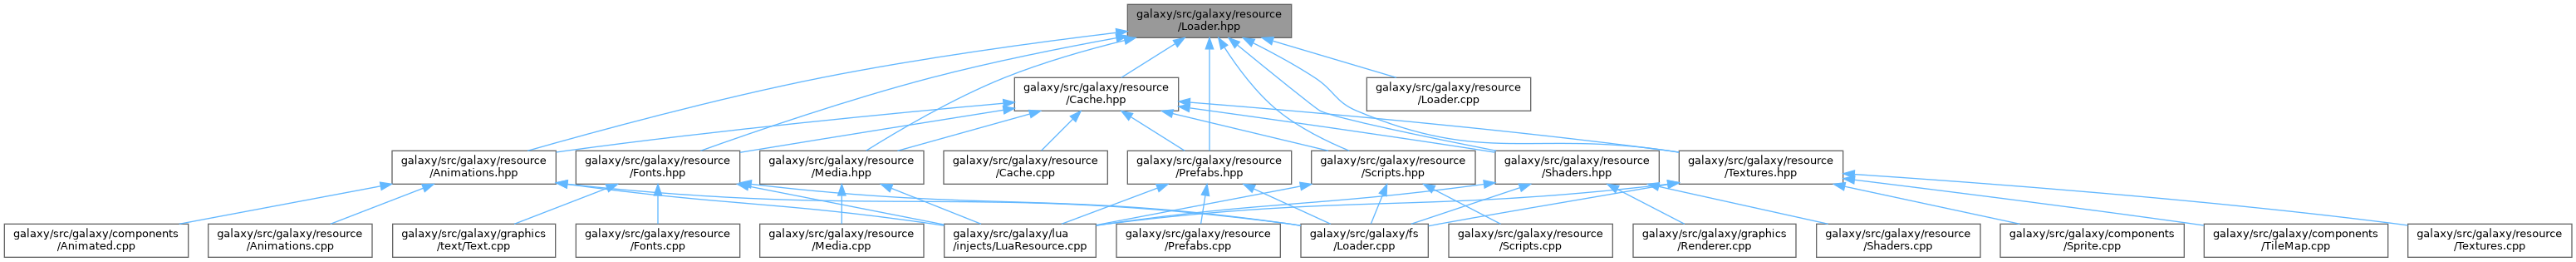 galaxy/src/galaxy/resource
/Loader.hpp
galaxy/src/galaxy/resource
/Cache.hpp
galaxy/src/galaxy/resource
/Loader.cpp
galaxy/src/galaxy/resource
/Animations.hpp
galaxy/src/galaxy/resource
/Fonts.hpp
galaxy/src/galaxy/resource
/Media.hpp
galaxy/src/galaxy/resource
/Cache.cpp
galaxy/src/galaxy/resource
/Prefabs.hpp
galaxy/src/galaxy/resource
/Scripts.hpp
galaxy/src/galaxy/resource
/Shaders.hpp
galaxy/src/galaxy/resource
/Textures.hpp
galaxy/src/galaxy/components
/Animated.cpp
galaxy/src/galaxy/resource
/Animations.cpp
galaxy/src/galaxy/graphics
/text/Text.cpp
galaxy/src/galaxy/resource
/Fonts.cpp
galaxy/src/galaxy/resource
/Media.cpp
galaxy/src/galaxy/lua
/injects/LuaResource.cpp
galaxy/src/galaxy/resource
/Prefabs.cpp
galaxy/src/galaxy/fs
/Loader.cpp
galaxy/src/galaxy/resource
/Scripts.cpp
galaxy/src/galaxy/graphics
/Renderer.cpp
galaxy/src/galaxy/resource
/Shaders.cpp
galaxy/src/galaxy/components
/Sprite.cpp
galaxy/src/galaxy/components
/TileMap.cpp
galaxy/src/galaxy/resource
/Textures.cpp